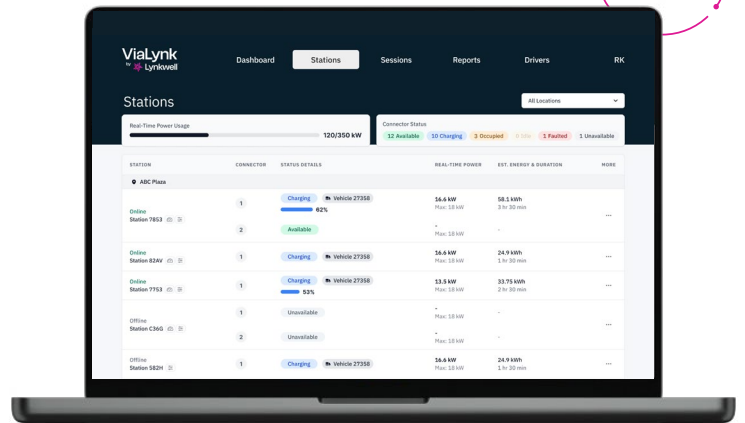 ViaLynk
by Lynkwell
Dashboard Stations Sessions Reports Drivers RK
Stations
All Locations
Real-Time Power Usage
120/350 kW
Connector Status
12 Available 10 Charging 3 Occupied 0 Idle 1 Faulted 1 Unavailable
STATION CONNECTOR STATUS DETAILS REAL-TIME POWER EST. ENERGY & DURATION MORE
ABC Plaza
Online
Station 7853
1 Charging Vehicle 27358 16.6 kW 58.1 kWh
62% Max: 18 kW 3 hr 30 min
...
2 Available - -
Max: 18 kW
Online
Station 82AV
1 Charging Vehicle 27358 16.6 kW 24.9 kWh
Max: 18 kW 1 hr 30 min
...
Online
Station 7753
1 Charging Vehicle 27358 13.5 kW 33.75 kWh
53% Max: 18 kW 2 hr 30 min
...
Offline
Station C36G
1 Unavailable - -
Max: 18 kW
...
2 Unavailable - -
Max: 18 kW
Offline
Station 582H
1 Charging Vehicle 27358 16.6 kW 24.9 kWh
Max: 18 kW 1 hr 30 min
...